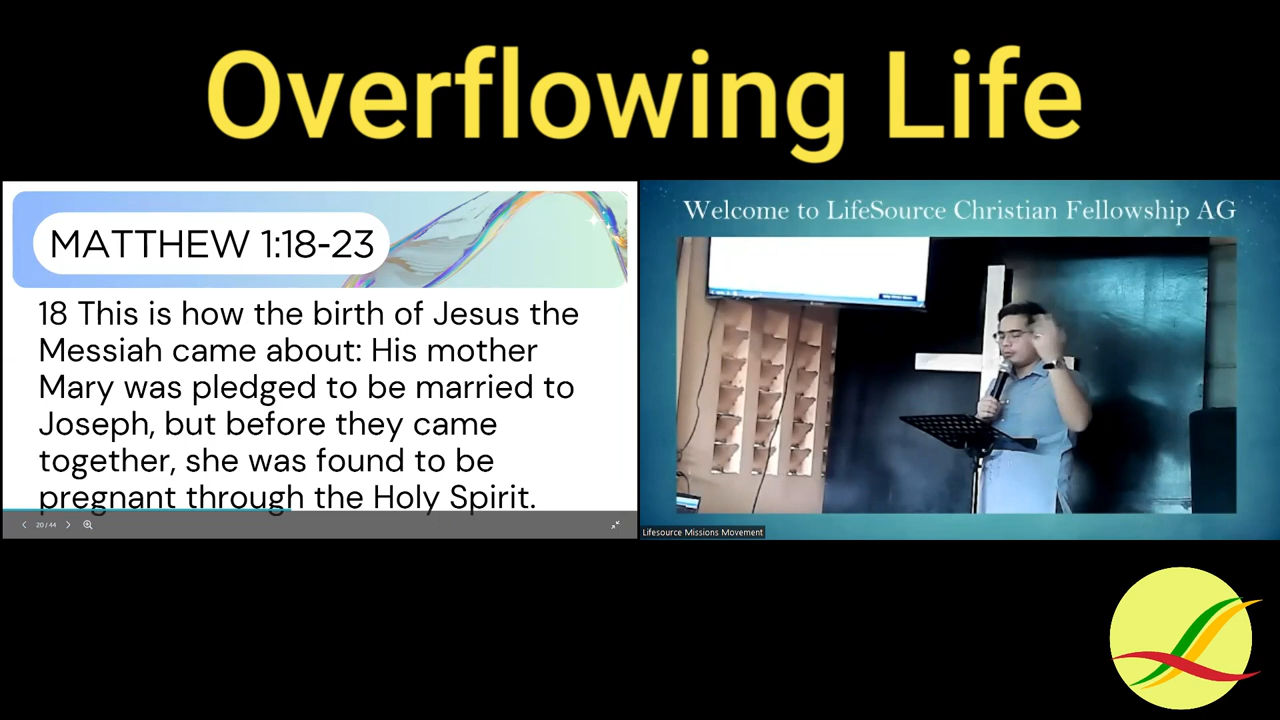 Overflowing Life
MATTHEW 1:18-23
18 This is how the birth of Jesus the
Messiah came about: His mother
Mary was pledged to be married to
Joseph, but before they came
together, she was found to be
pregnant through the Holy Spirit.
20 / 44
Welcome to LifeSource Christian Fellowship AG
Lifesource Missions Movement